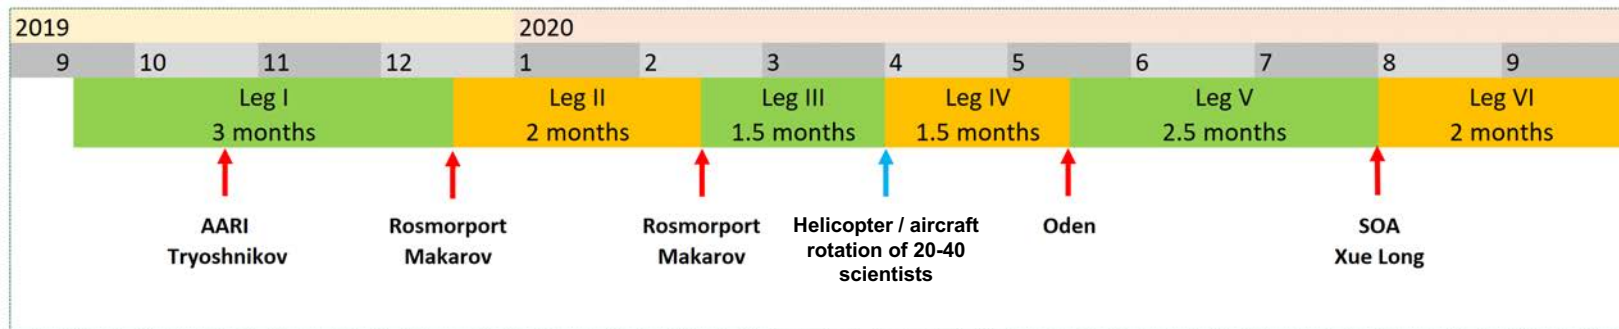 2019 2020
9 10 11 12 1 2 3 4 5 6 7 8 9
Leg I Leg II Leg III Leg IV Leg V Leg VI
3 months 2 months 1.5 months 1.5 months 2.5 months 2 months
AARI
Tryoshnikov
Rosmorport
Makarov
Rosmorport
Makarov
Helicopter / aircraft
rotation of 20-40
scientists
Oden
SOA
Xue Long